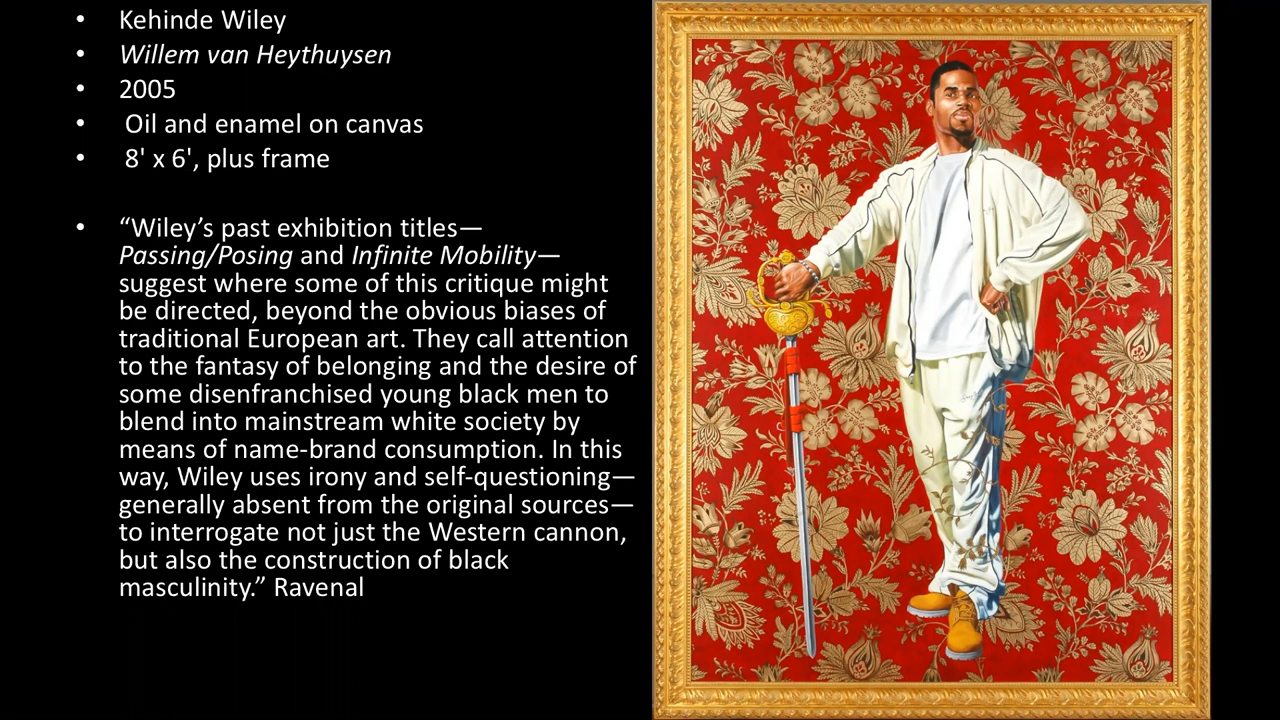 • Kehinde Wiley
• Willem van Heythuysen
• 2005
• Oil and enamel on canvas
• 8' x 6', plus frame
• “Wiley’s past exhibition titles—
Passing/Posing and Infinite Mobility—
suggest where some of this critique might
be directed, beyond the obvious biases of
traditional European art. They call attention
to the fantasy of belonging and the desire of
some disenfranchised young black men to
blend into mainstream white society by
means of name-brand consumption. In this
way, Wiley uses irony and self-questioning—
generally absent from the original sources—
to interrogate not just the Western cannon,
but also the construction of black
masculinity.” Ravenal